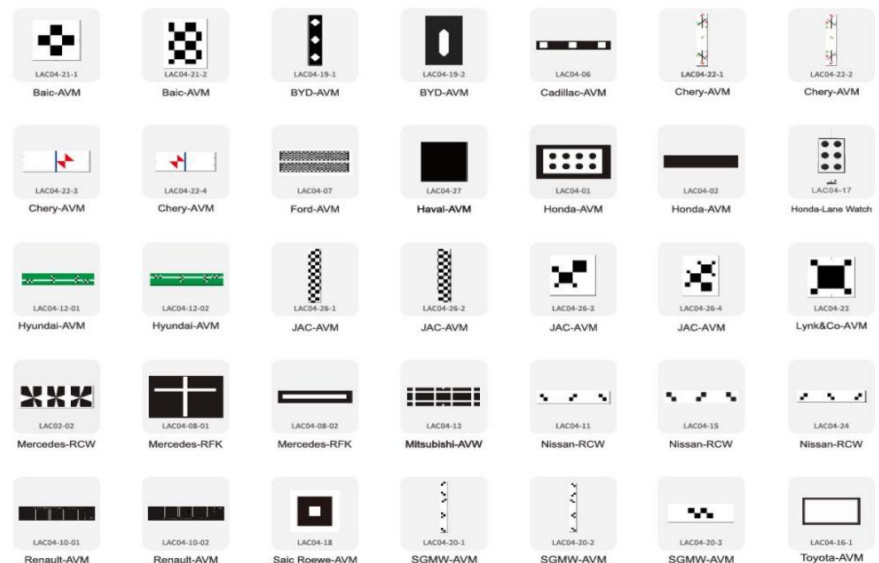 LAC04-21-1 LAC04-21-2 LAC04-19-1 LAC04-19-2 LAC04-06 LAC04-22-1 LAC04-22-2
Baic-AVM Baic-AVM BYD-AVM BYD-AVM Cadillac-AVM Chery-AVM Chery-AVM
LAC04-22-3 LAC04-22-4 LAC04-07 LAC04-27 LAC04-01 LAC04-02 LAC04-17
Chery-AVM Chery-AVM Ford-AVM Haval-AVM Honda-AVM Honda-AVM Honda-Lane Watch
LAC04-12-01 LAC04-12-02 LAC04-26-1 LAC04-26-2 LAC04-26-3 LAC04-26-4 LAC04-23
Hyundai-AVM Hyundai-AVM JAC-AVM JAC-AVM JAC-AVM JAC-AVM Lynk&Co-AVM
LAC02-02 LAC04-08-01 LAC04-08-02 LAC04-13 LAC04-11 LAC04-15 LAC04-24
Mercedes-RCW Mercedes-RFK Mercedes-RFK Mitsubishi-AVW Nissan-RCW Nissan-RCW Nissan-RCW
LAC04-10-01 LAC04-10-02 LAC04-18 LAC04-20-1 LAC04-20-2 LAC04-20-3 LAC04-16-1
Renault-AVM Renault-AVM Saic Roewe-AVM SGMW-AVM SGMW-AVM SGMW-AVM Toyota-AVM